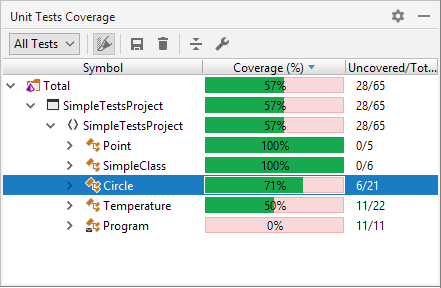 Unit Tests Coverage
All Tests
Symbol Coverage (%) Uncovered/Tot...
Total 57% 28/65
SimpleTestsProject 57% 28/65
SimpleTestsProject 57% 28/65
Point 100% 0/5
SimpleClass 100% 0/6
Circle 71% 6/21
Temperature 50% 11/22
Program 0% 11/11